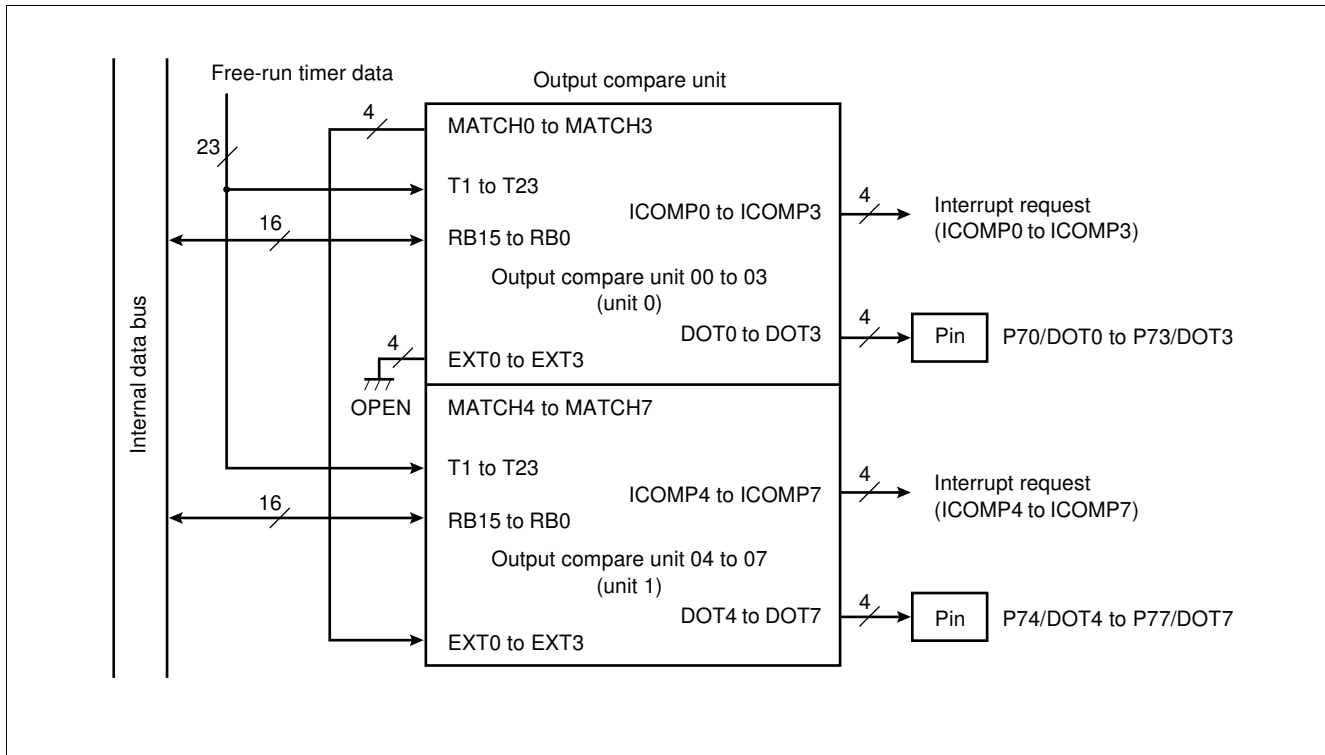 Free-run timer data
Output compare unit
4
MATCH0 to MATCH3
23
T1 to T23
ICOMP0 to ICOMP3
4
Interrupt request
(ICOMP0 to ICOMP3)
16
RB15 to RB0
Output compare unit 00 to 03
(unit 0)
DOT0 to DOT3
4
Pin
P70/DOT0 to P73/DOT3
4
EXT0 to EXT3
OPEN
Internal data bus
MATCH4 to MATCH7
T1 to T23
ICOMP4 to ICOMP7
4
Interrupt request
(ICOMP4 to ICOMP7)
16
RB15 to RB0
Output compare unit 04 to 07
(unit 1)
DOT4 to DOT7
4
Pin
P74/DOT4 to P77/DOT7
EXT0 to EXT3